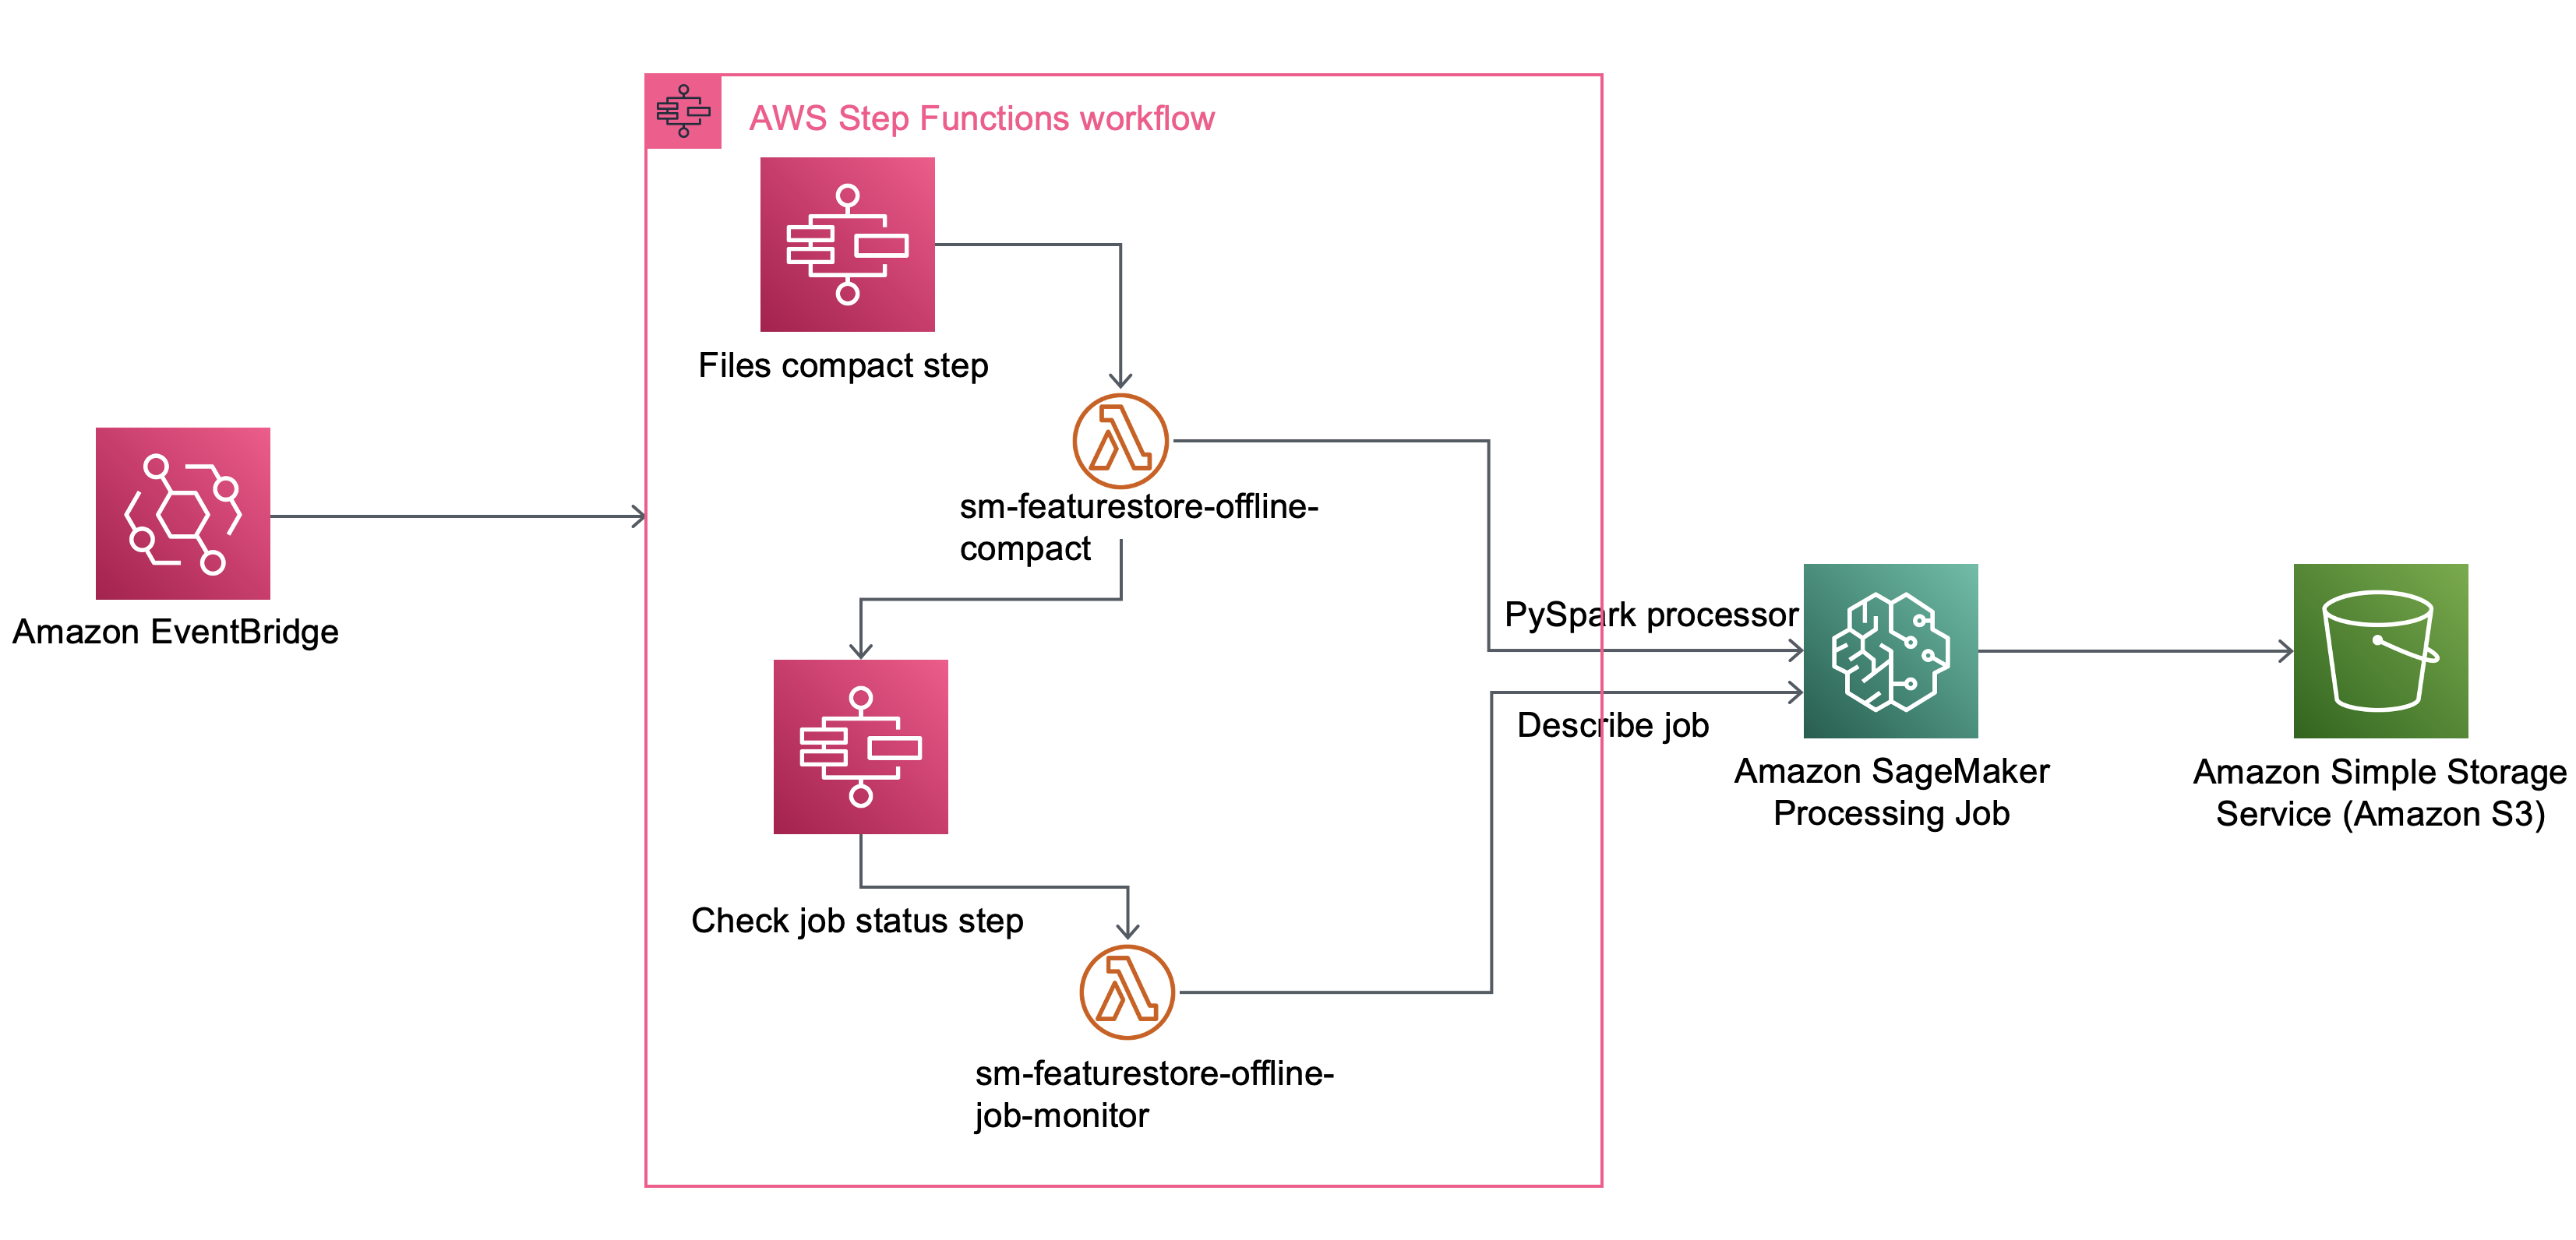 AWS Step Functions workflow
Files compact step
sm-featurestore-offline-
compact
Amazon EventBridge
PySpark processor
Describe job
Amazon SageMaker
Processing Job
Amazon Simple Storage
Service (Amazon S3)
Check job status step
sm-featurestore-offline-
job-monitor